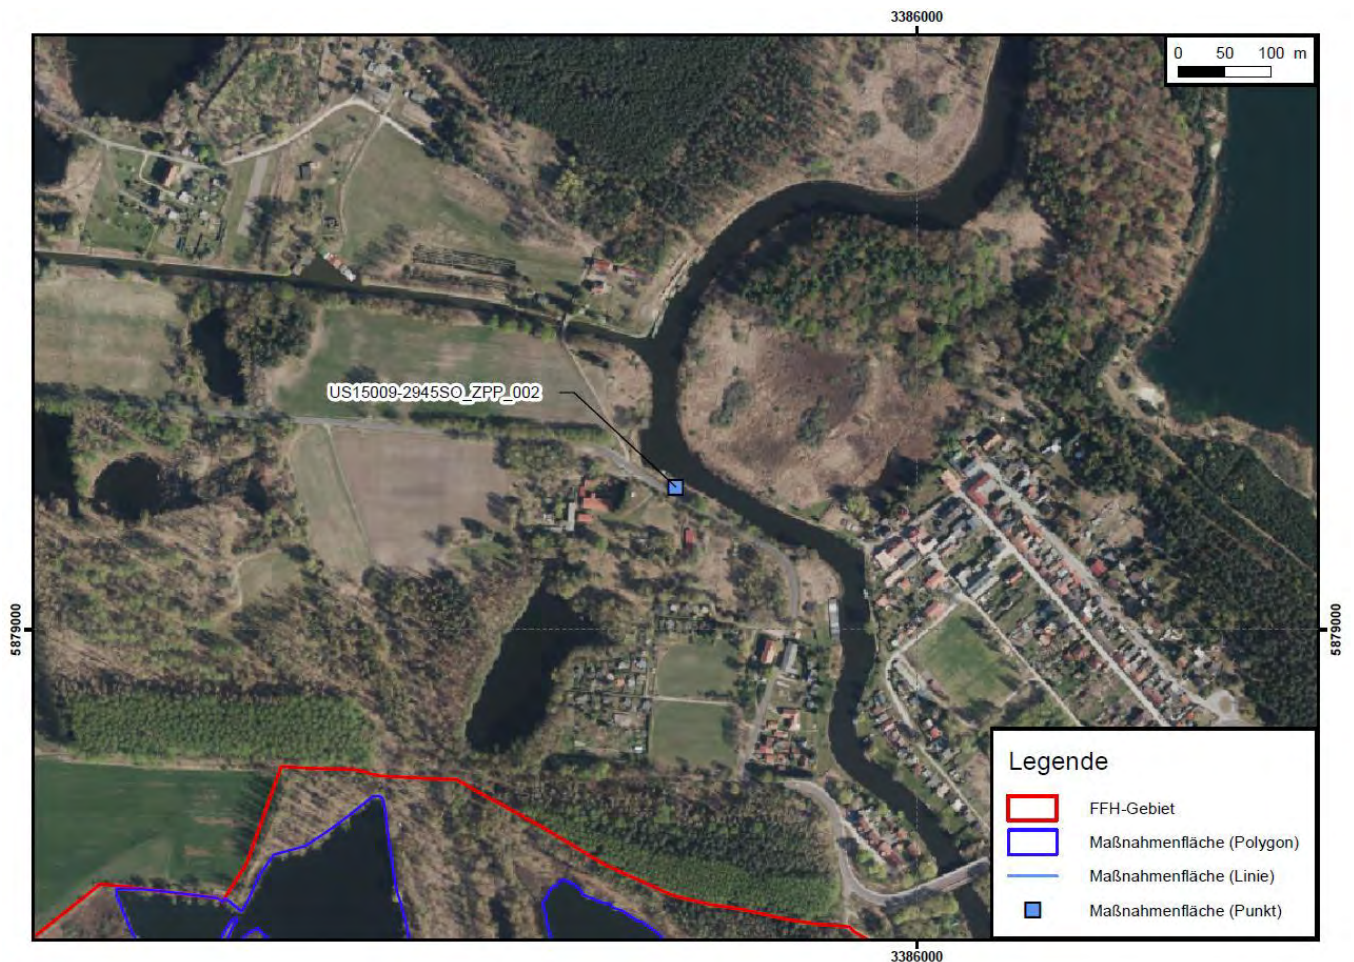 3386000
0 50 100 m
US15009-2945SO_ZPP_002
5879000
5879000
Legende
FFH-Gebiet
Maßnahmenfläche (Polygon)
Maßnahmenfläche (Linie)
Maßnahmenfläche (Punkt)
3386000